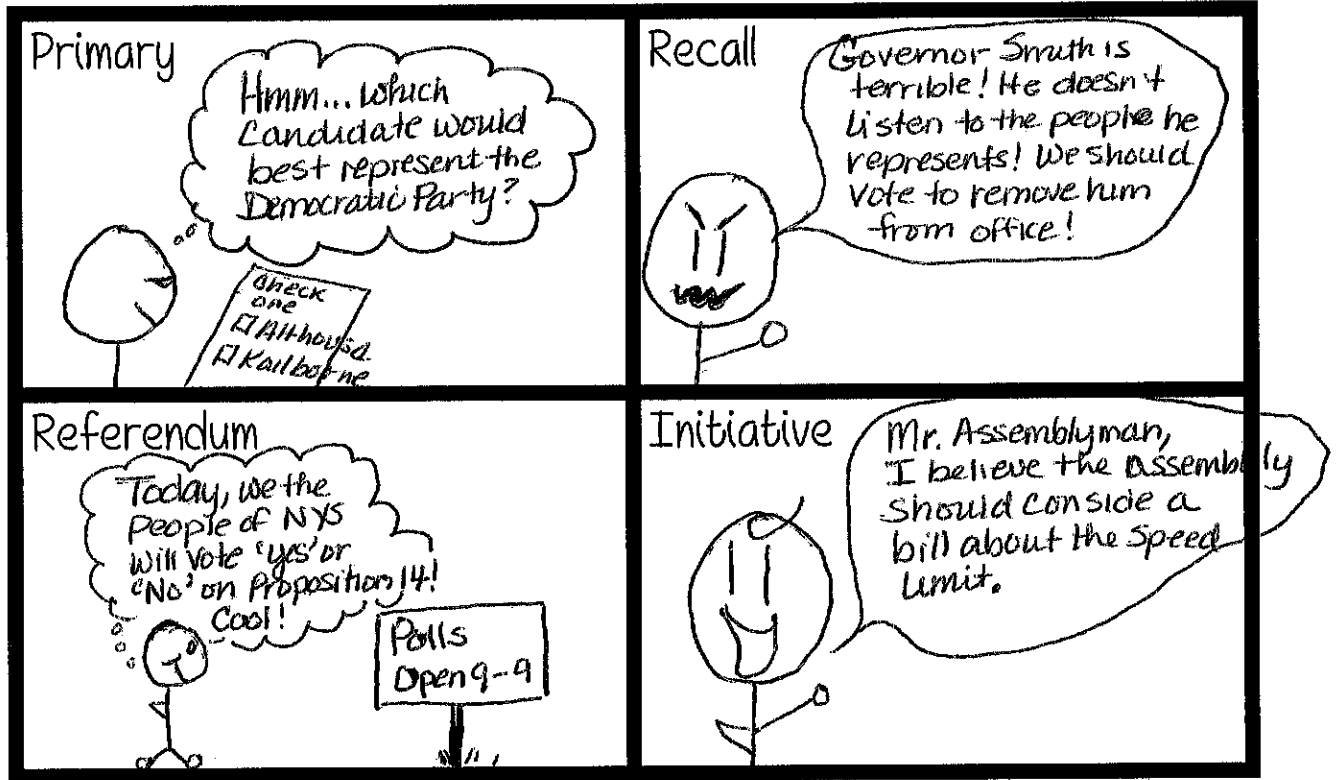 Primary
Hmm... which
Candidate would
best represent the
Democratic Party?
Check
one
Althouse
Kailbourne
Recall
Governor Smith is
terrible! He doesn't
listen to the people he
represents! We should
vote to remove him
from office!
Referendum
Today, we the
People of NYS
will vote 'yes' or
'No' on Proposition 14!
Cool!
Polls
Open 9-9
Initiative
Mr. Assemblyman,
I believe the assembly
should conside a
bill about the speed
limit.